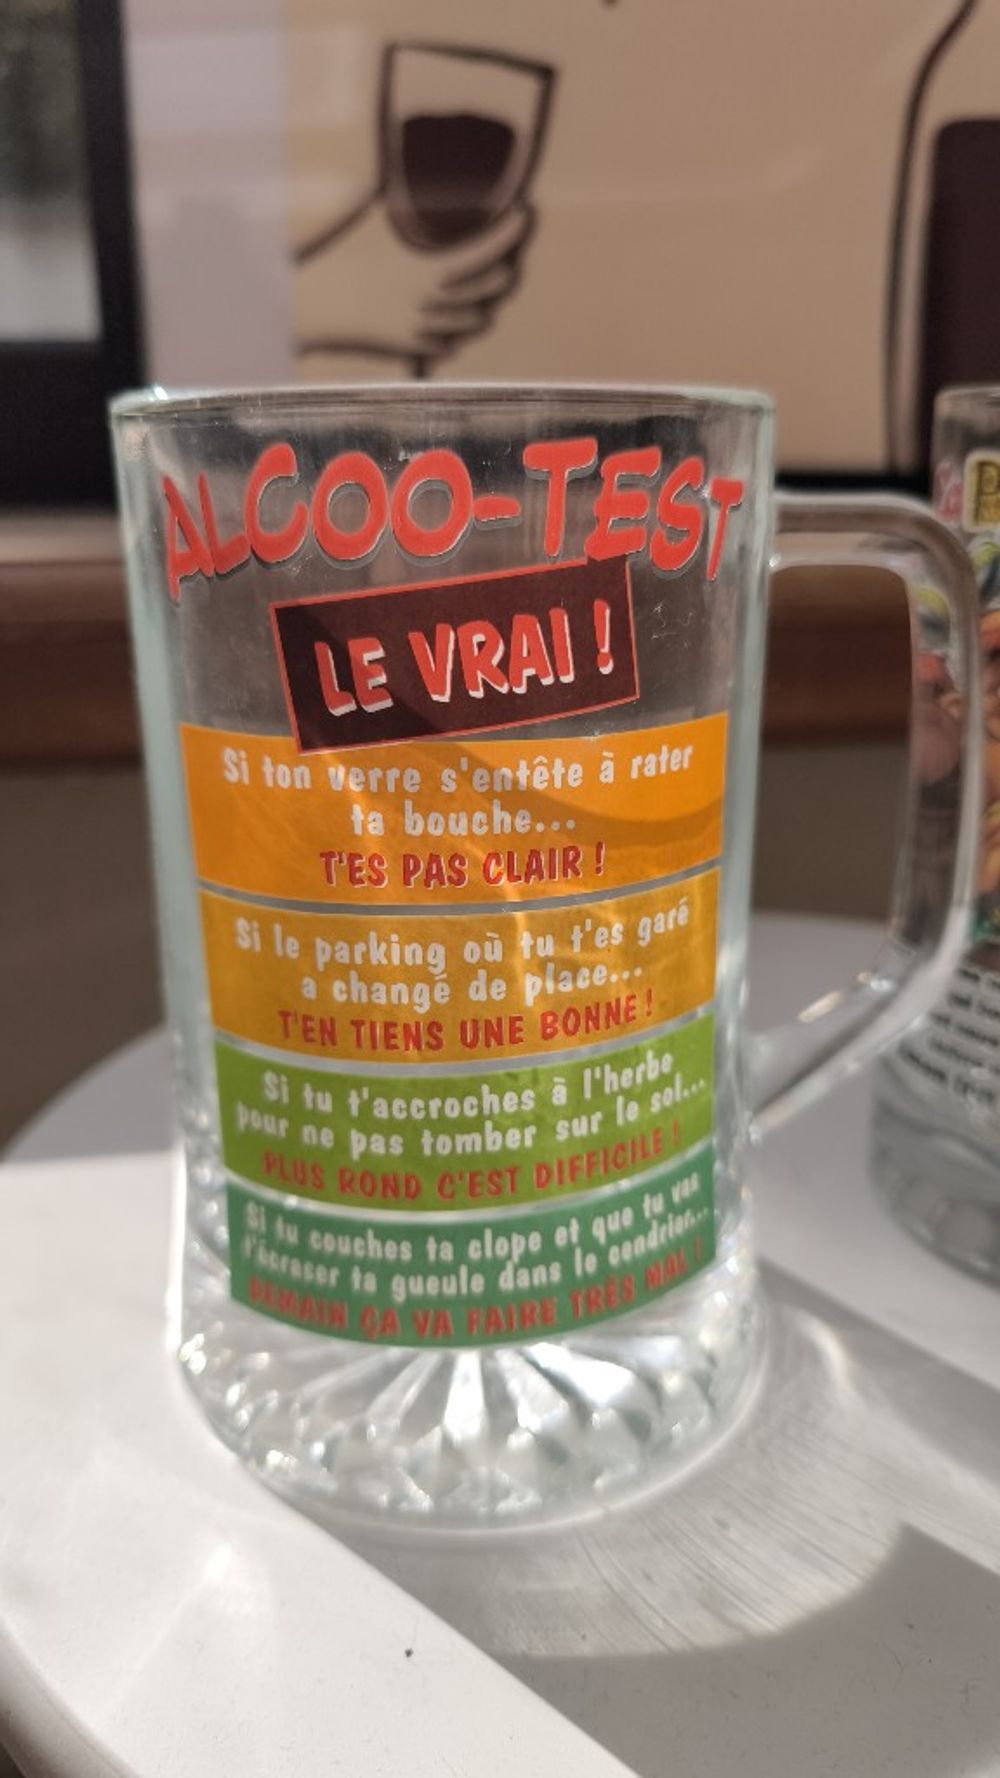 ALCOO-TEST
LE VRAI !
Si ton verre s'entête à rater
ta bouche...
T'ES PAS CLAIR !
Si le parking où tu t'es garé
a changé de place...
T'EN TIENS UNE BONNE !
Si tu t'accroches à l'herbe
pour ne pas tomber sur le sol...
PLUS ROND C'EST DIFFICILE !
Si tu couches ta clope et que tu vas
t'écraser ta gueule dans le cendrier...
DEMAIN ÇA VA FAIRE TRÈS MAL !